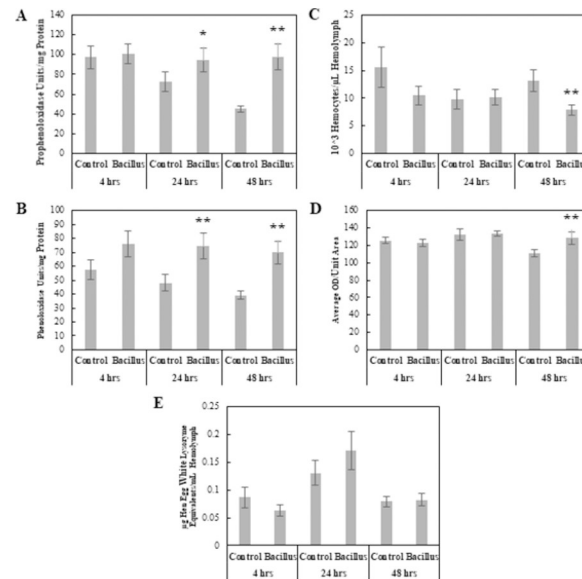 A
Prophenoloxidase Units/mg Protein
140
120
100
80
60
40
20
0
*
**
Control Bacillus Control Bacillus Control Bacillus
4 hrs 24 hrs 48 hrs
C
10^3 Hemocytes/µL Hemolymph
25
20
15
10
5
0
**
Control Bacillus Control Bacillus Control Bacillus
4 hrs 24 hrs 48 hrs
B
Phenoloxidase Units/mg Protein
100
90
80
70
60
50
40
30
20
10
0
**
**
Control Bacillus Control Bacillus Control Bacillus
4 hrs 24 hrs 48 hrs
D
Average OD/Unit Area
160
140
120
100
80
60
40
20
0
**
Control Bacillus Control Bacillus Control Bacillus
4 hrs 24 hrs 48 hrs
E
µg Hen Egg White Lysozyme
Equivalents/mL Hemolymph
0.25
0.2
0.15
0.1
0.05
0
Control Bacillus Control Bacillus Control Bacillus
4 hrs 24 hrs 48 hrs